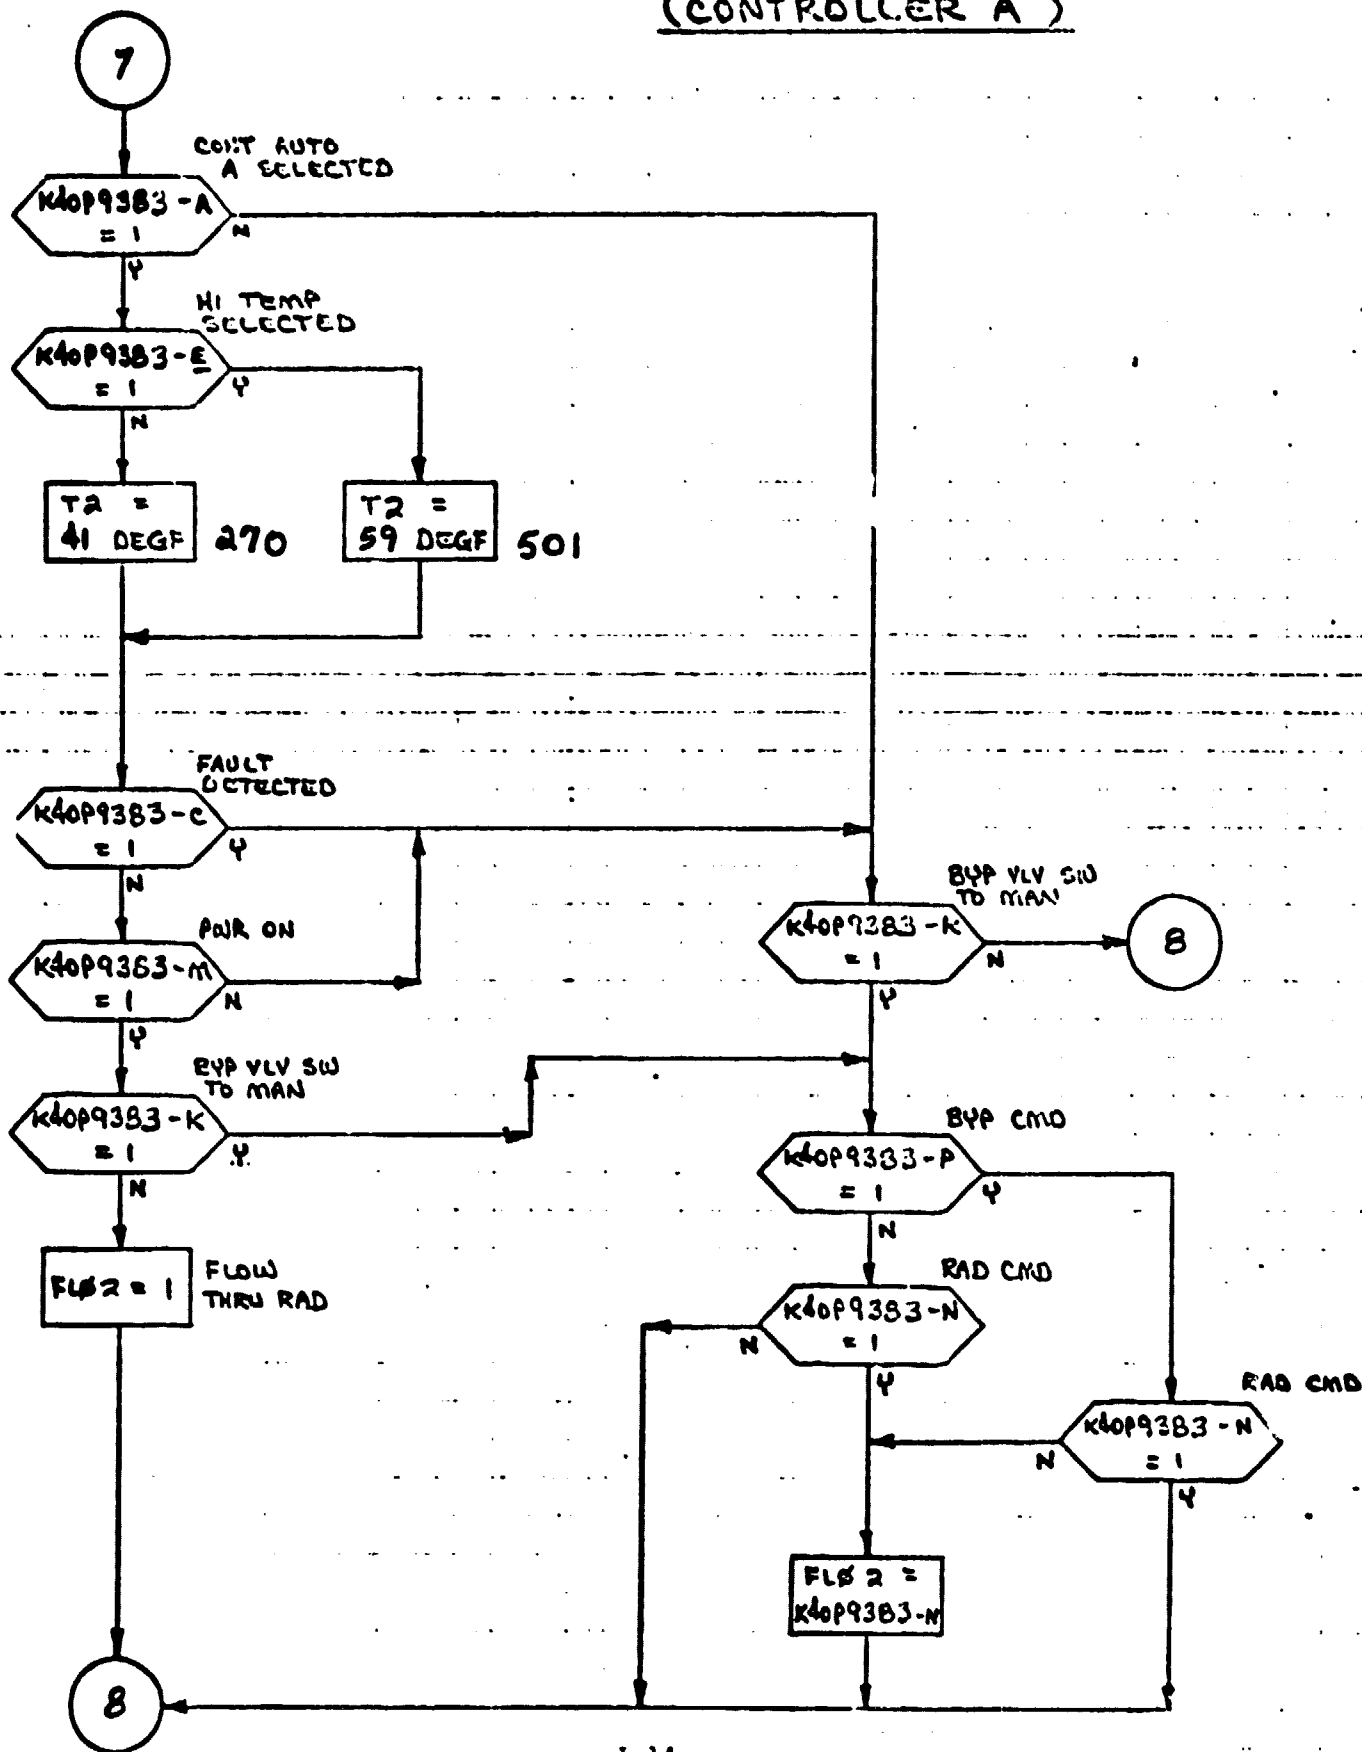 (CONTROLLER A)
7
CONT AUTO
A SELECTED
K40P9383-A
= 1
N
Y
HI TEMP
SELECTED
K40P9383-E
= 1
Y
N
T2 =
41 DEGF
270
T2 =
59 DEGF
501
FAULT
DETECTED
K40P9383-C
= 1
Y
N
BYP VLV SW
TO MAN
K40P9383-K
= 1
N
Y
8
PWR ON
K40P9383-M
= 1
N
Y
BYP VLV SW
TO MAN
K40P9383-K
= 1
Y
N
BYP CMD
K40P9383-P
= 1
Y
N
FLØ2 = 1
FLOW
THRU RAD
RAD CMD
K40P9383-N
= 1
N
Y
RAD CMD
K40P9383-N
= 1
N
Y
FLØ2 =
K40P9383-N
8